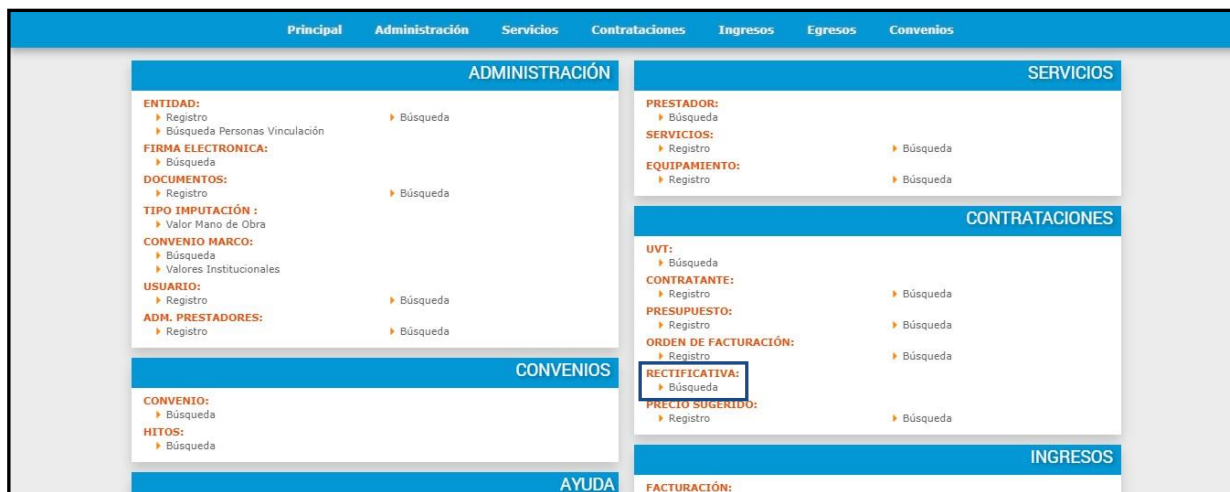 Principal Administración Servicios Contrataciones Ingresos Egresos Convenios
ADMINISTRACIÓN
ENTIDAD:
Registro Búsqueda
Búsqueda Personas Vinculación
FIRMA ELECTRONICA:
Búsqueda
DOCUMENTOS:
Registro Búsqueda
TIPO IMPUTACIÓN :
Valor Mano de Obra
CONVENIO MARCO:
Búsqueda
Valores Institucionales
USUARIO:
Registro Búsqueda
ADM. PRESTADORES:
Registro Búsqueda
CONVENIOS
CONVENIO:
Búsqueda
HITOS:
Búsqueda
AYUDA
SERVICIOS
PRESTADOR:
Búsqueda
SERVICIOS:
Registro Búsqueda
EQUIPAMIENTO:
Registro Búsqueda
CONTRATACIONES
UVT:
Búsqueda
CONTRATANTE:
Registro Búsqueda
PRESUPUESTO:
Registro Búsqueda
ORDEN DE FACTURACIÓN:
Registro Búsqueda
RECTIFICATIVA:
Búsqueda
PRECIO SUGERIDO:
Registro Búsqueda
INGRESOS
FACTURACIÓN: